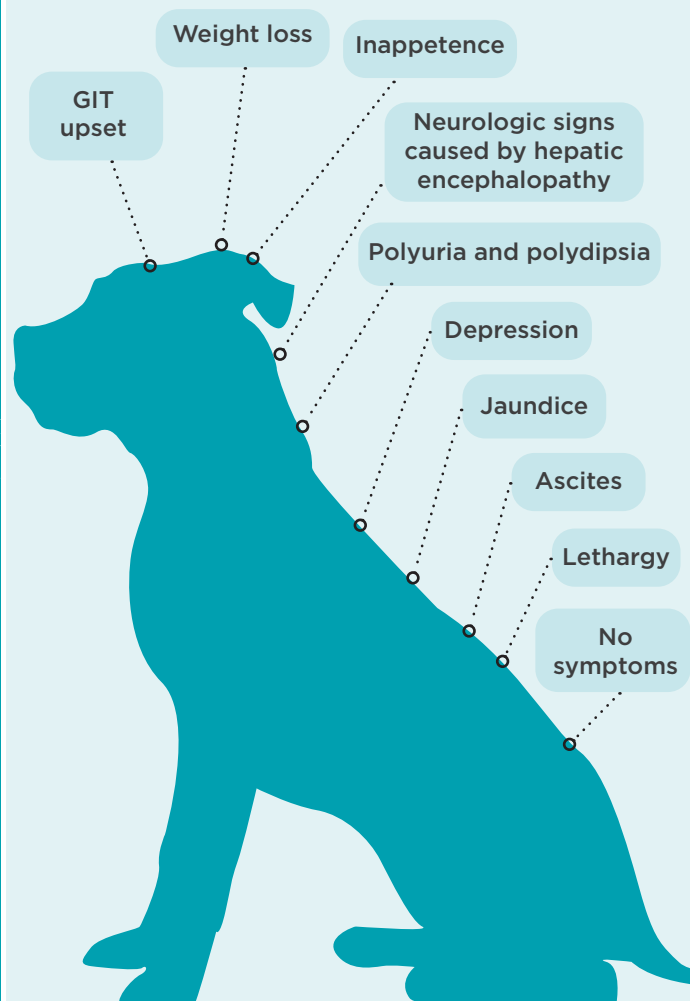 Weight loss
Inappetence
GIT
upset
Neurologic signs
caused by hepatic
encephalopathy
Polyuria and polydipsia
Depression
Jaundice
Ascites
Lethargy
No
symptoms